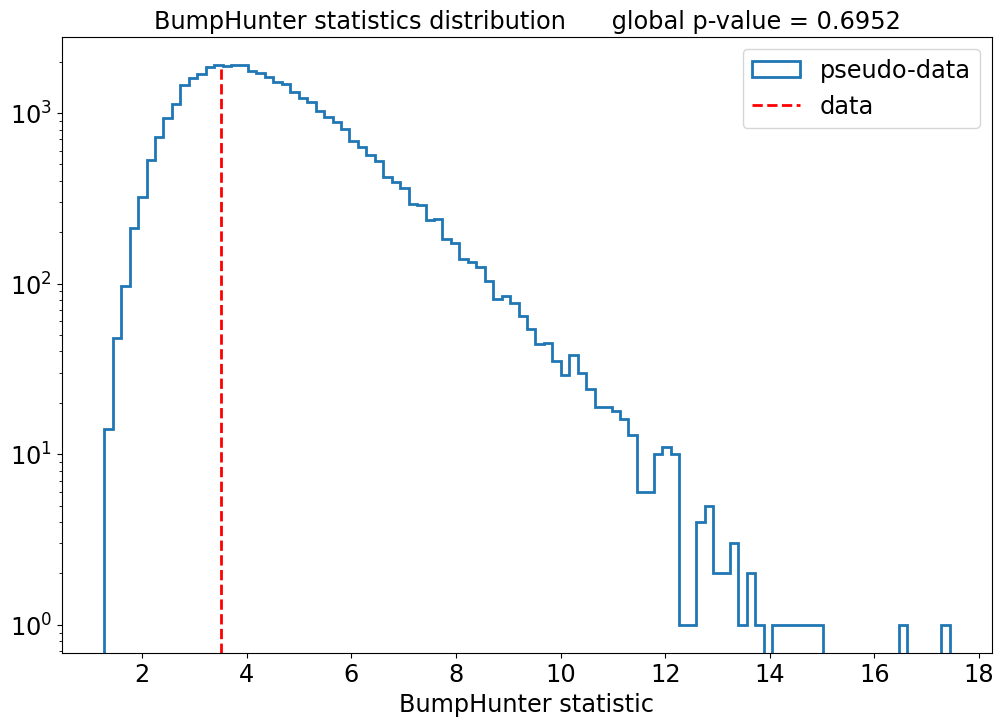 BumpHunter statistics distribution      global p-value = 0.6952
pseudo-data
data
10³
10²
10¹
10⁰
2 4 6 8 10 12 14 16 18
BumpHunter statistic